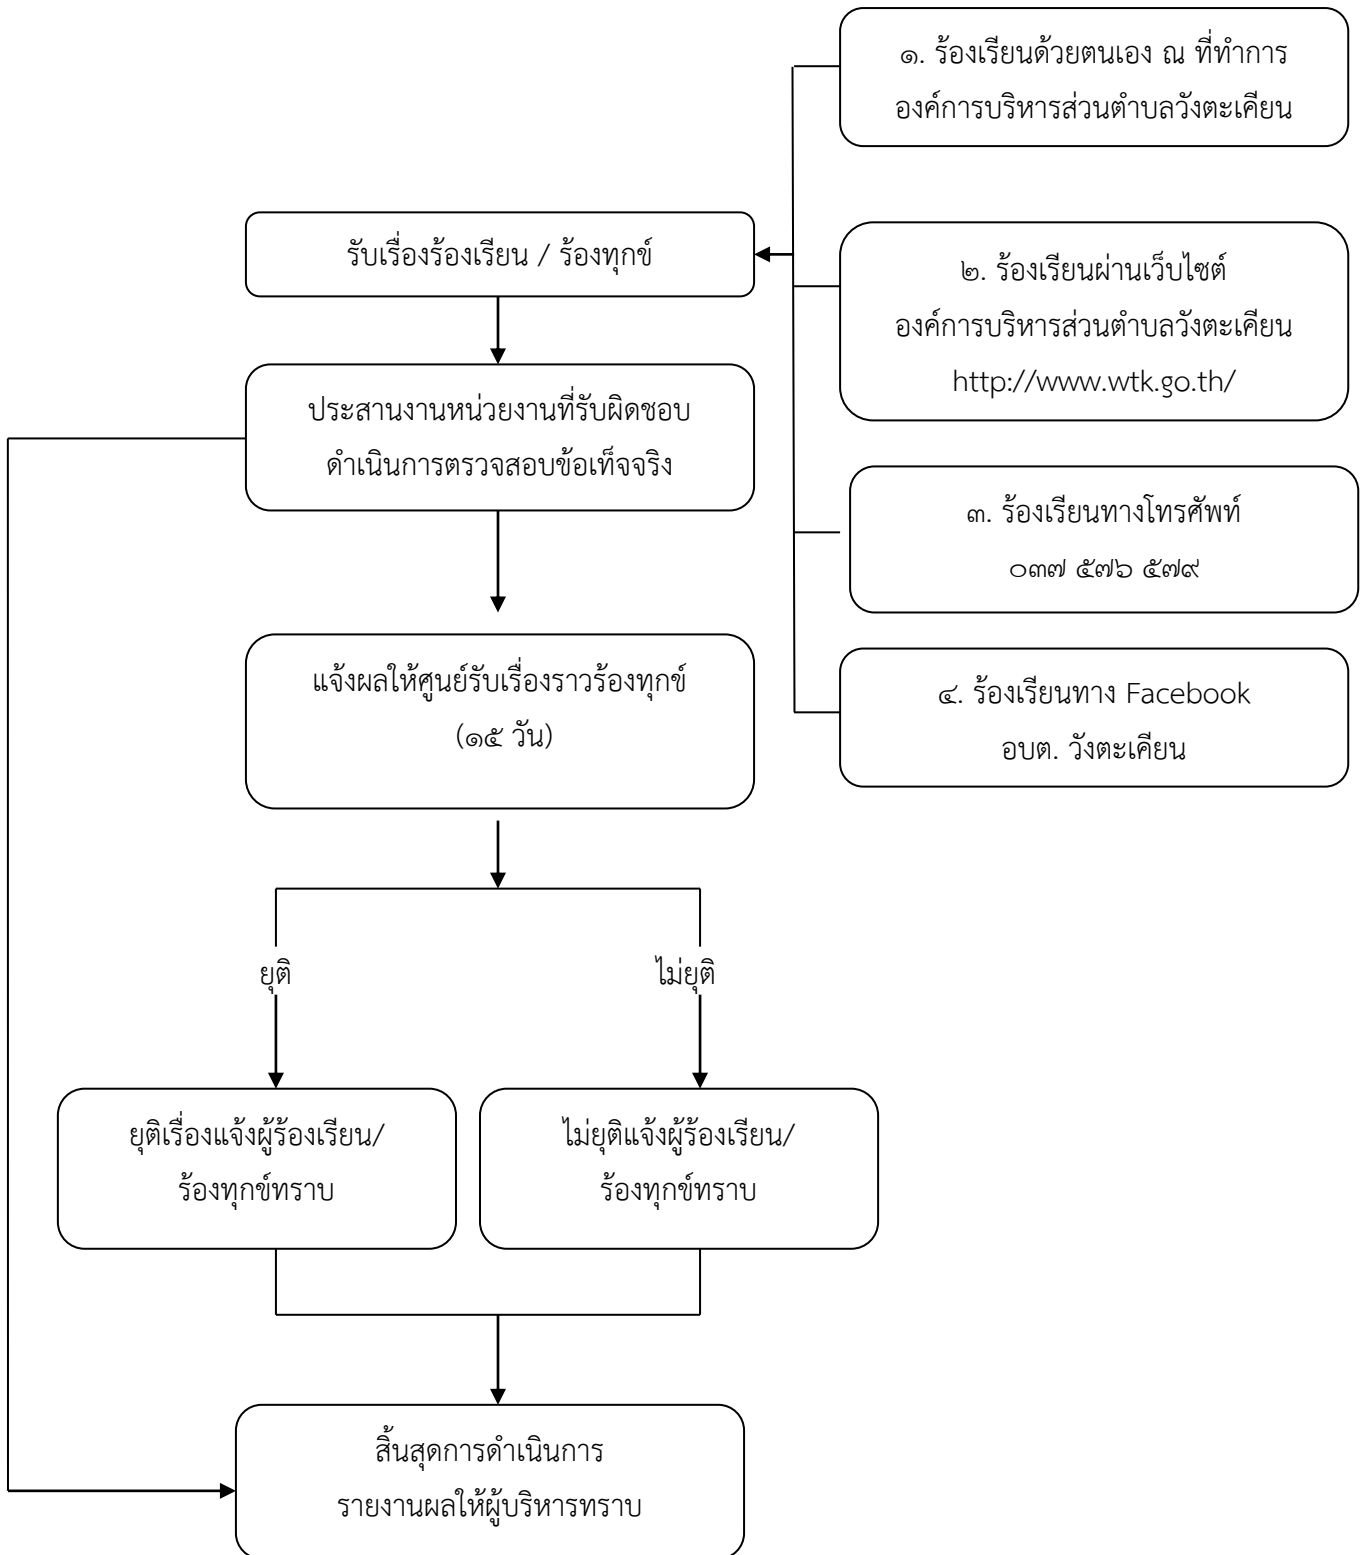 ๑. ร้องเรียนด้วยตนเอง ณ ที่ทำการ
องค์การบริหารส่วนตำบลวังตะเคียน
รับเรื่องร้องเรียน / ร้องทุกข์
๒. ร้องเรียนผ่านเว็บไซต์
องค์การบริหารส่วนตำบลวังตะเคียน
http://www.wtk.go.th/
ประสานงานหน่วยงานที่รับผิดชอบ
ดำเนินการตรวจสอบข้อเท็จจริง
๓. ร้องเรียนทางโทรศัพท์
๐๓๗ ๕๗๖ ๕๗๙
แจ้งผลให้ศูนย์รับเรื่องราวร้องทุกข์
(๑๕ วัน)
๔. ร้องเรียนทาง Facebook
อบต. วังตะเคียน
ยุติ
ไม่ยุติ
ยุติเรื่องแจ้งผู้ร้องเรียน/
ร้องทุกข์ทราบ
ไม่ยุติแจ้งผู้ร้องเรียน/
ร้องทุกข์ทราบ
สิ้นสุดการดำเนินการ
รายงานผลให้ผู้บริหารทราบ